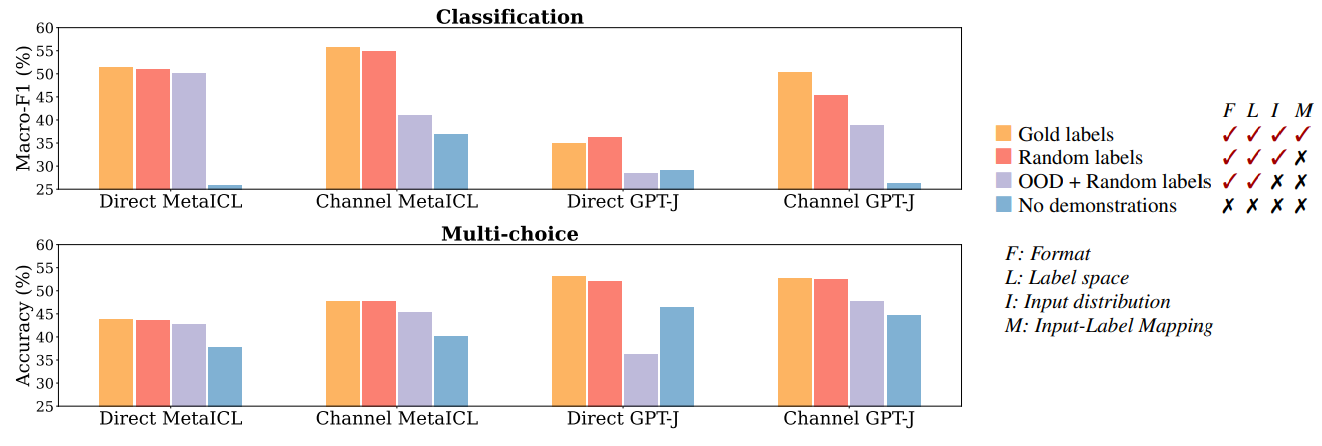 Classification
Macro-F1 (%)
60
55
50
45
40
35
30
25
Direct MetaICL
Channel MetaICL
Direct GPT-J
Channel GPT-J
Multi-choice
Accuracy (%)
60
55
50
45
40
35
30
25
Direct MetaICL
Channel MetaICL
Direct GPT-J
Channel GPT-J
F L I M
Gold labels ✓ ✓ ✓ ✓
Random labels ✓ ✓ ✓ ✗
OOD + Random labels ✓ ✓ ✗ ✗
No demonstrations ✗ ✗ ✗ ✗
F: Format
L: Label space
I: Input distribution
M: Input-Label Mapping